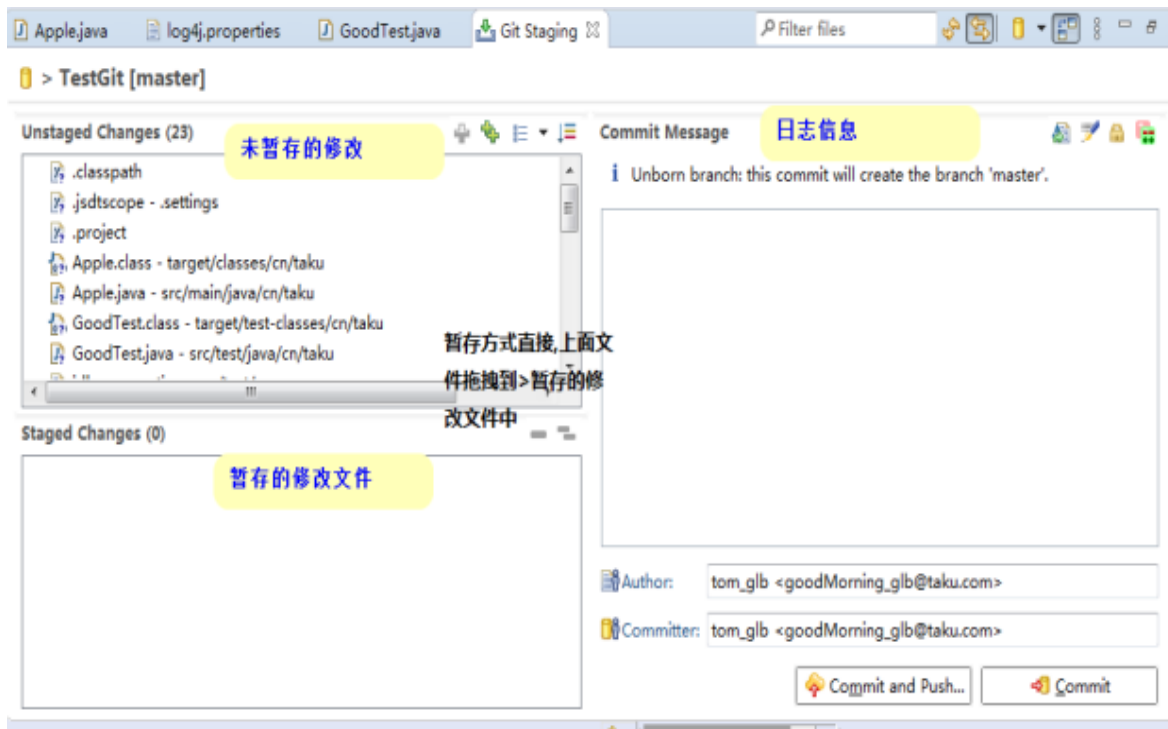 Apple.java log4j.properties GoodTest.java Git Staging Filter files
> TestGit [master]
Unstaged Changes (23)
未暂存的修改
.classpath
.jsdtscope - .settings
.project
Apple.class - target/classes/cn/taku
Apple.java - src/main/java/cn/taku
GoodTest.class - target/test-classes/cn/taku
GoodTest.java - src/test/java/cn/taku
暂存方式直接,上面文
件拖拽到>暂存的修
改文件中
Staged Changes (0)
暂存的修改文件
Commit Message
日志信息
Unborn branch: this commit will create the branch 'master'.
Author: tom_glb <goodMorning_glb@taku.com>
Committer: tom_glb <goodMorning_glb@taku.com>
Commit and Push... Commit